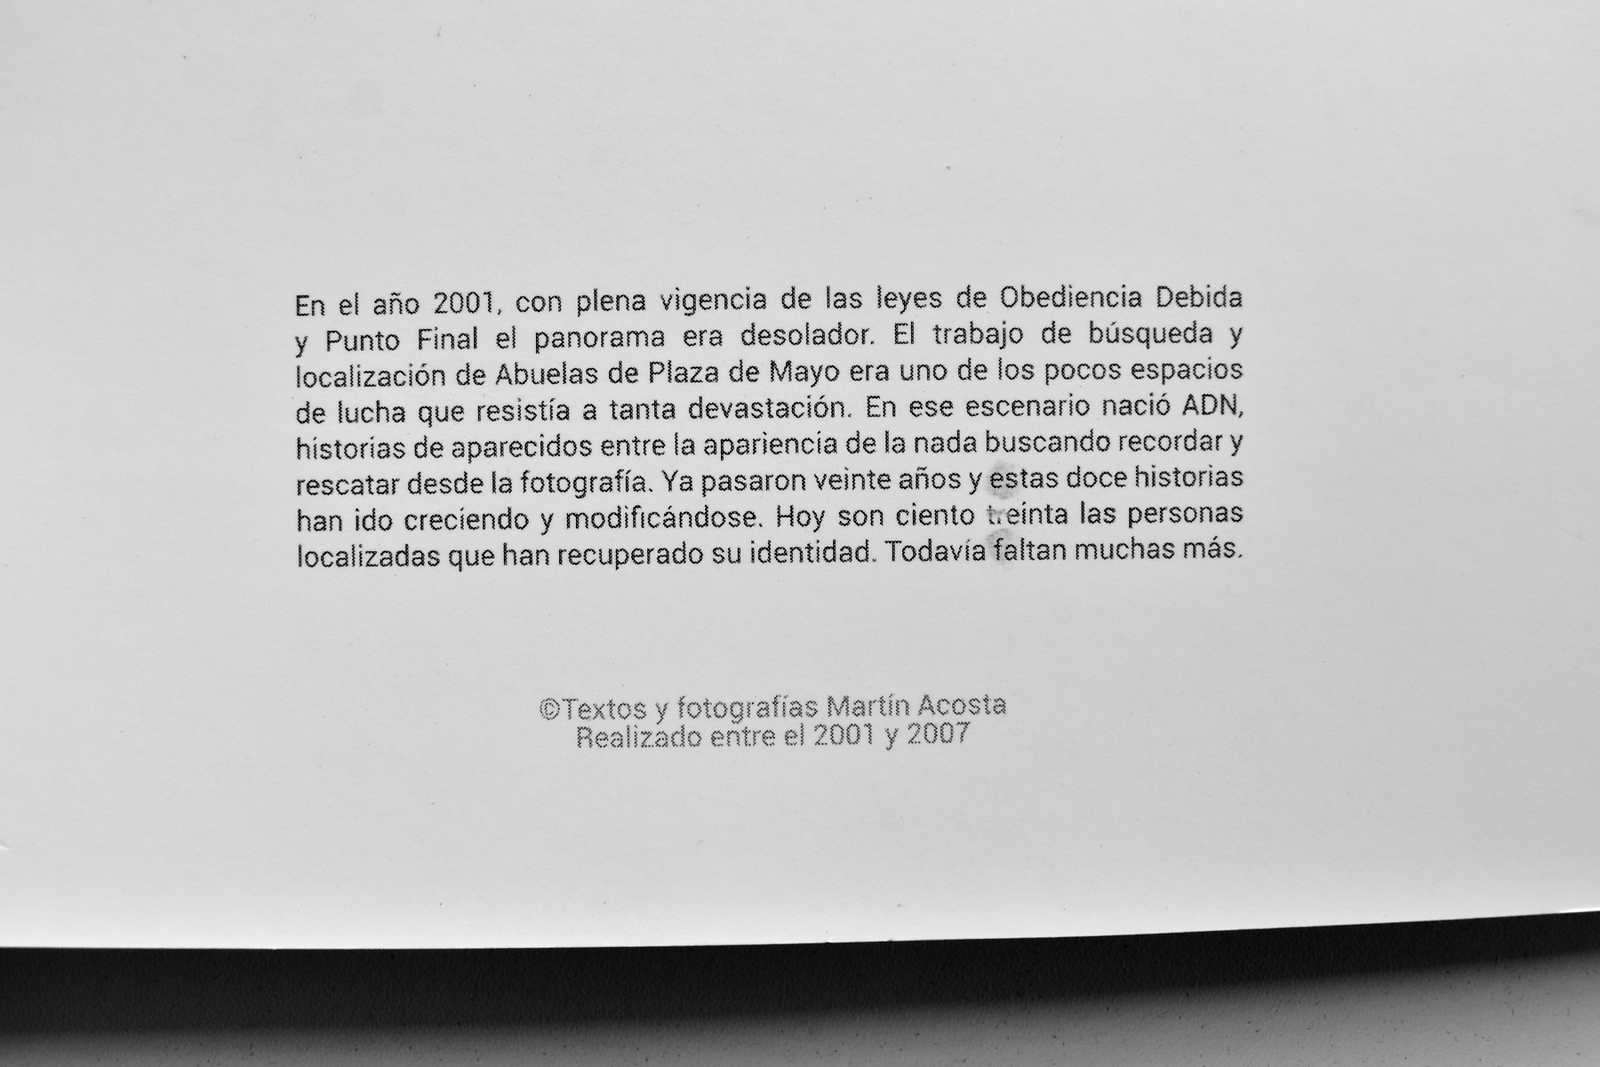 En el año 2001, con plena vigencia de las leyes de Obediencia Debida
y Punto Final el panorama era desolador. El trabajo de búsqueda y
localización de Abuelas de Plaza de Mayo era uno de los pocos espacios
de lucha que resistía a tanta devastación. En ese escenario nació ADN,
historias de aparecidos entre la apariencia de la nada buscando recordar y
rescatar desde la fotografía. Ya pasaron veinte años y estas doce historias
han ido creciendo y modificándose. Hoy son ciento treinta las personas
localizadas que han recuperado su identidad. Todavía faltan muchas más.
©Textos y fotografías Martín Acosta
Realizado entre el 2001 y 2007